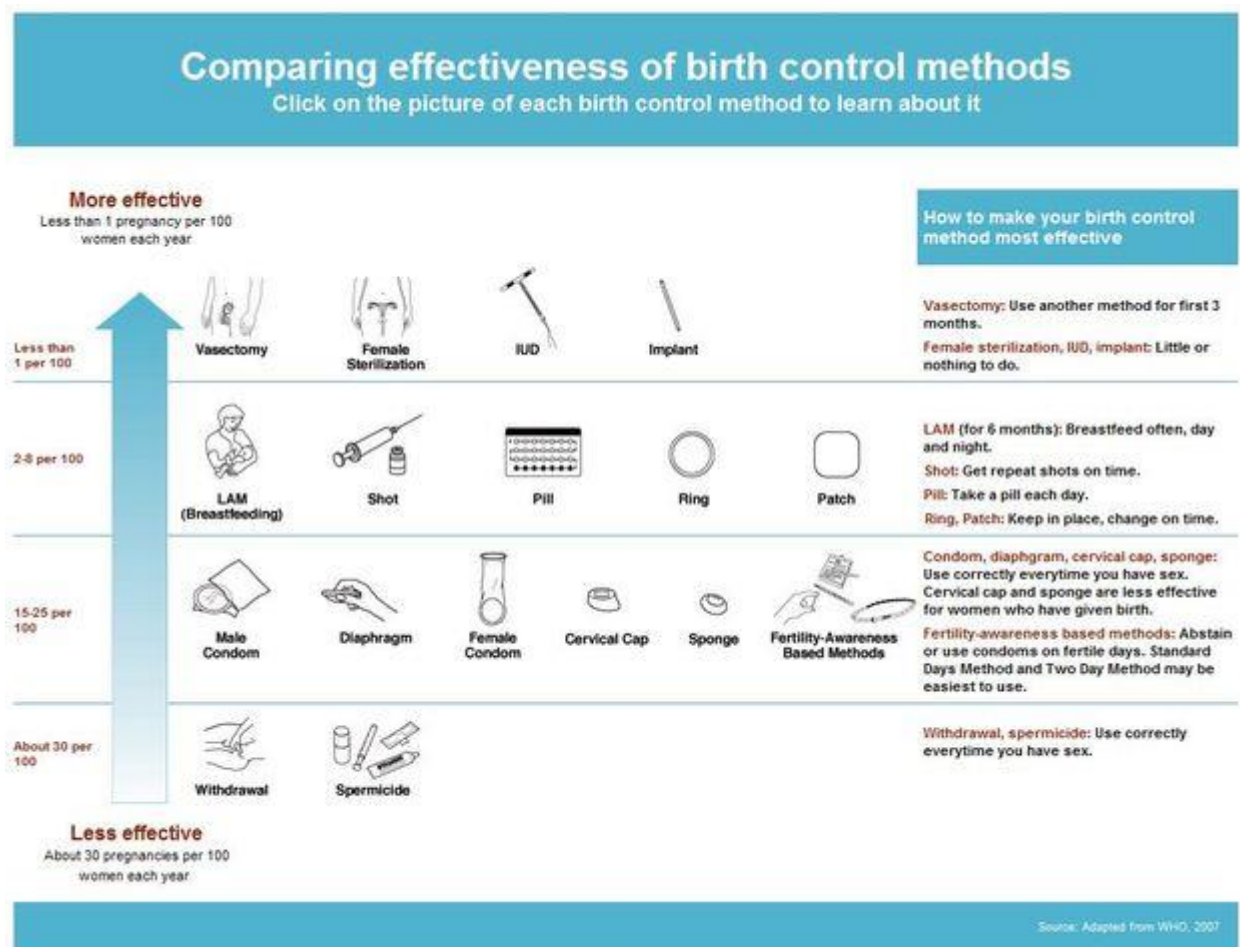 Comparing effectiveness of birth control methods
Click on the picture of each birth control method to learn about it
More effective
Less than 1 pregnancy per 100
women each year
How to make your birth control
method most effective
Less than
1 per 100
Vasectomy
Female
Sterilization
IUD
Implant
Vasectomy: Use another method for first 3
months.
Female sterilization, IUD, implant: Little or
nothing to do.
2-8 per 100
LAM
(Breastfeeding)
Shot
Pill
Ring
Patch
LAM (for 6 months): Breastfeed often, day
and night.
Shot: Get repeat shots on time.
Pill: Take a pill each day.
Ring, Patch: Keep in place, change on time.
15-25 per
100
Male
Condom
Diaphragm
Female
Condom
Cervical Cap
Sponge
Fertility-Awareness
Based Methods
Condom, diaphgram, cervical cap, sponge:
Use correctly everytime you have sex.
Cervical cap and sponge are less effective
for women who have given birth.
Fertility-awareness based methods: Abstain
or use condoms on fertile days. Standard
Days Method and Two Day Method may be
easiest to use.
About 30 per
100
Withdrawal
Spermicide
Withdrawal, spermicide: Use correctly
everytime you have sex.
Less effective
About 30 pregnancies per 100
women each year
Source: Adapted from WHO, 2007